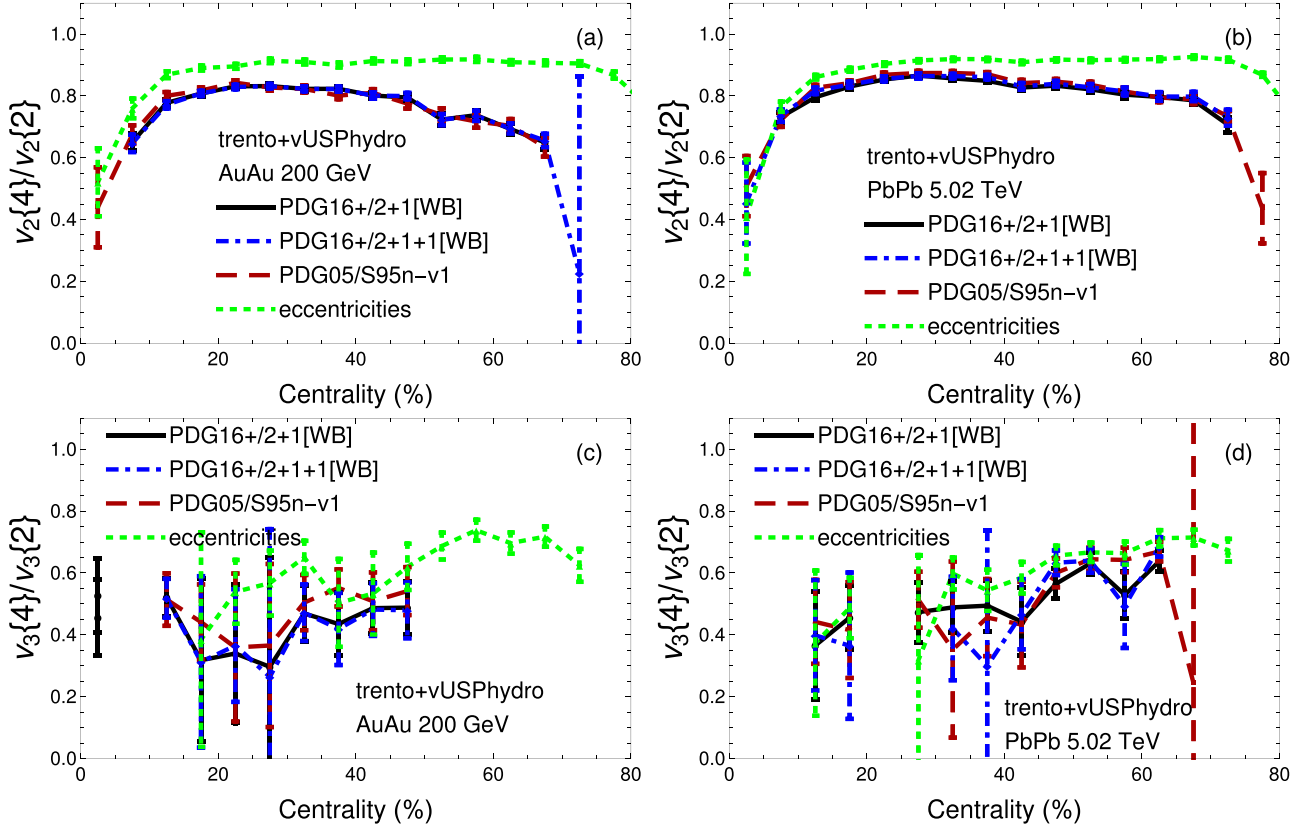 (a)
v₂{4}/v₂{2}
1.0
0.8
0.6
0.4
0.2
0.0
trento+vUSPhydro
AuAu 200 GeV
PDG16+/2+1[WB]
PDG16+/2+1+1[WB]
PDG05/S95n-v1
eccentricities
0 20 40 60 80
Centrality (%)
(b)
v₂{4}/v₂{2}
1.0
0.8
0.6
0.4
0.2
0.0
trento+vUSPhydro
PbPb 5.02 TeV
PDG16+/2+1[WB]
PDG16+/2+1+1[WB]
PDG05/S95n-v1
eccentricities
0 20 40 60 80
Centrality (%)
(c)
v₃{4}/v₃{2}
1.0
0.8
0.6
0.4
0.2
0.0
PDG16+/2+1[WB]
PDG16+/2+1+1[WB]
PDG05/S95n-v1
eccentricities
trento+vUSPhydro
AuAu 200 GeV
0 20 40 60 80
Centrality (%)
(d)
v₃{4}/v₃{2}
1.0
0.8
0.6
0.4
0.2
0.0
PDG16+/2+1[WB]
PDG16+/2+1+1[WB]
PDG05/S95n-v1
eccentricities
trento+vUSPhydro
PbPb 5.02 TeV
0 20 40 60 80
Centrality (%)